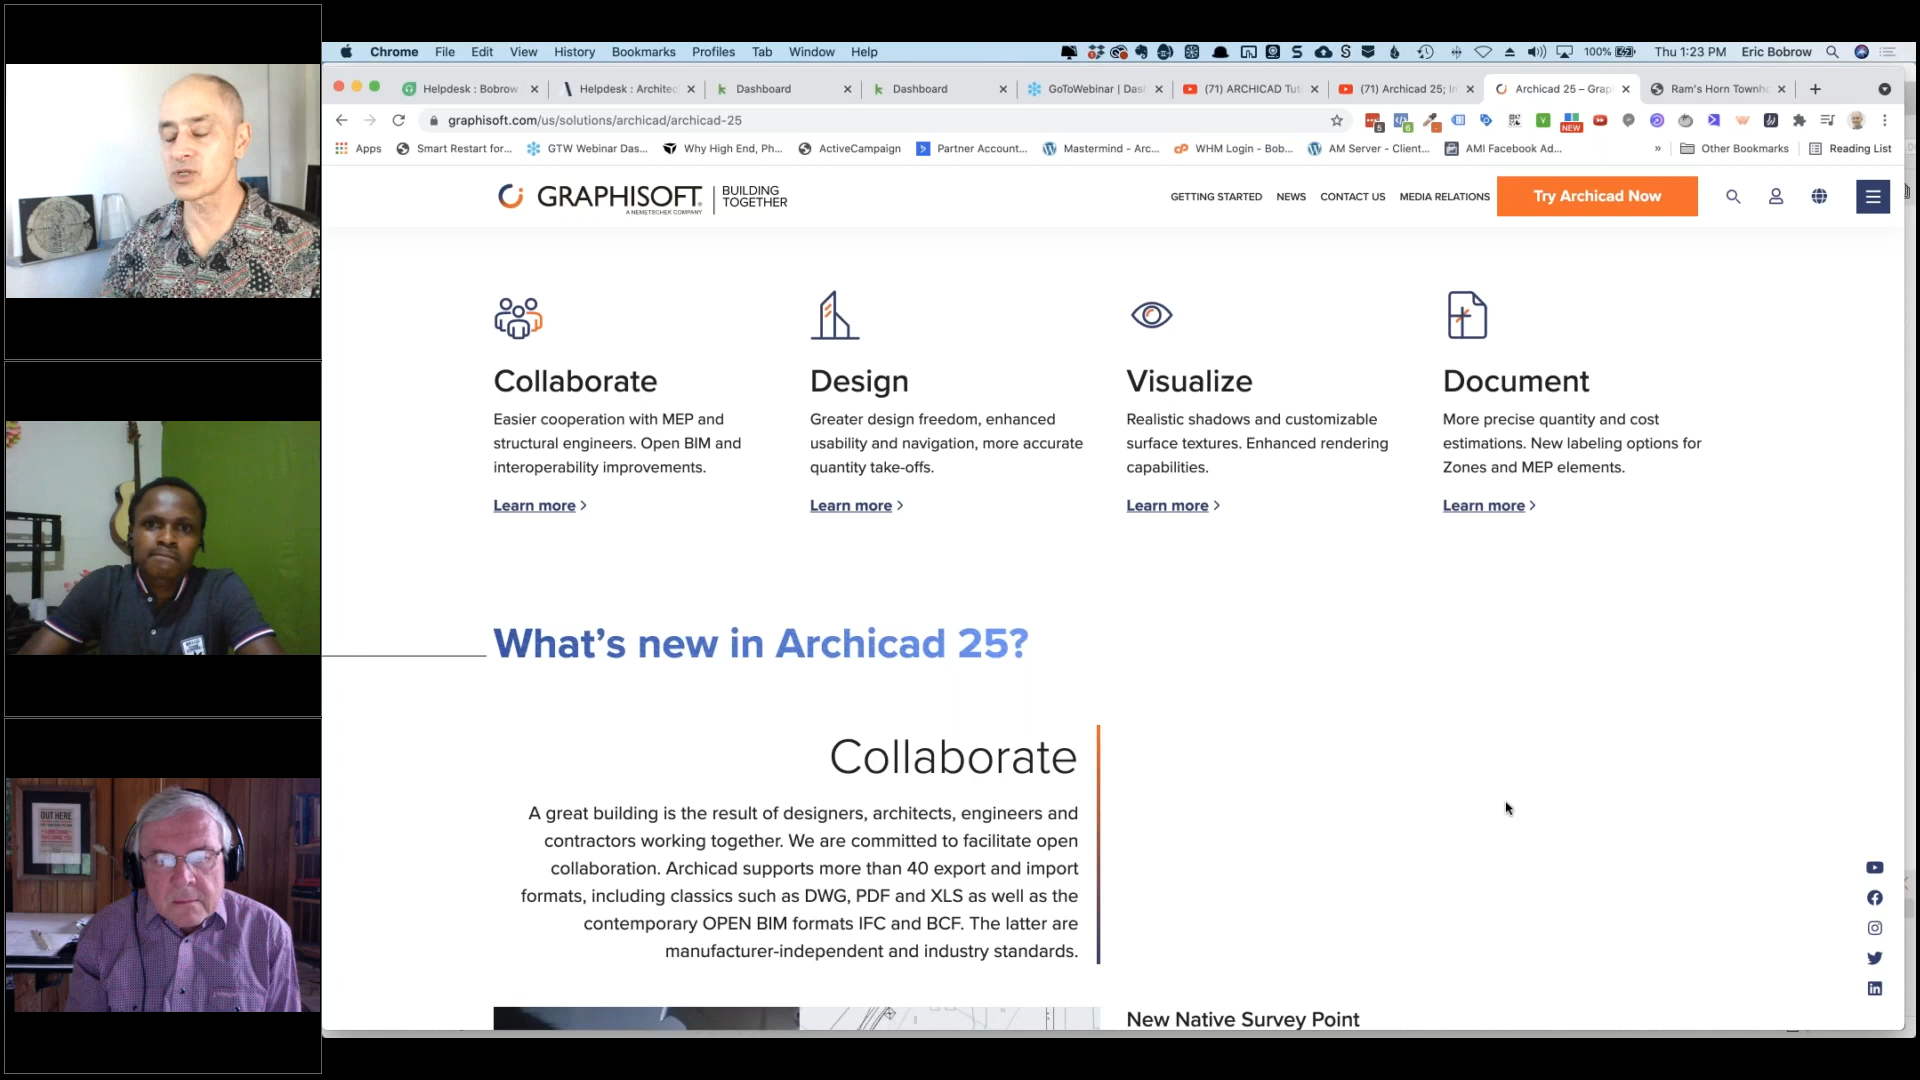 Chrome File Edit View History Bookmarks Profiles Tab Window Help
100% Thu 1:23 PM Eric Bobrow
Helpdesk : Bobrow
Helpdesk : Architec
Dashboard
Dashboard
GoToWebinar | Das
(71) ARCHICAD Tut
(71) Archicad 25; In
Archicad 25 – Grap
Ram's Horn Townh
graphisoft.com/us/solutions/archicad/archicad-25
5
6
NEW
Apps
Smart Restart for...
GTW Webinar Das...
Why High End, Ph...
ActiveCampaign
Partner Account...
Mastermind - Arc...
WHM Login - Bob...
AM Server - Client...
AMI Facebook Ad...
»
Other Bookmarks
Reading List
GRAPHISOFT
A NEMETSCHEK COMPANY
BUILDING
TOGETHER
GETTING STARTED NEWS CONTACT US MEDIA RELATIONS
Try Archicad Now
Collaborate
Easier cooperation with MEP and
structural engineers. Open BIM and
interoperability improvements.
Learn more >
Design
Greater design freedom, enhanced
usability and navigation, more accurate
quantity take-offs.
Learn more >
Visualize
Realistic shadows and customizable
surface textures. Enhanced rendering
capabilities.
Learn more >
Document
More precise quantity and cost
estimations. New labeling options for
Zones and MEP elements.
Learn more >
What's new in Archicad 25?
Collaborate
A great building is the result of designers, architects, engineers and
contractors working together. We are committed to facilitate open
collaboration. Archicad supports more than 40 export and import
formats, including classics such as DWG, PDF and XLS as well as the
contemporary OPEN BIM formats IFC and BCF. The latter are
manufacturer-independent and industry standards.
New Native Survey Point
OUT HERE